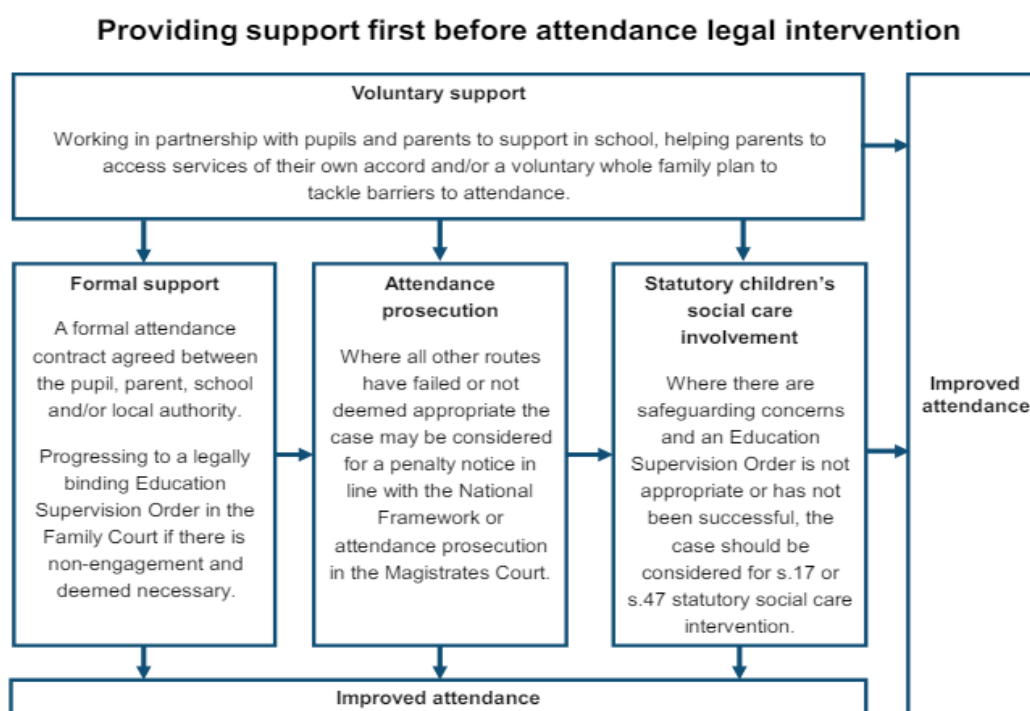 Providing support first before attendance legal intervention
Voluntary support
Working in partnership with pupils and parents to support in school, helping parents to
access services of their own accord and/or a voluntary whole family plan to
tackle barriers to attendance.
Formal support
A formal attendance
contract agreed between
the pupil, parent, school
and/or local authority.
Progressing to a legally
binding Education
Supervision Order in the
Family Court if there is
non-engagement and
deemed necessary.
Attendance
prosecution
Where all other routes
have failed or not
deemed appropriate the
case may be considered
for a penalty notice in
line with the National
Framework or
attendance prosecution
in the Magistrates Court.
Statutory children’s
social care
involvement
Where there are
safeguarding concerns
and an Education
Supervision Order is not
appropriate or has not
been successful, the
case should be
considered for s.17 or
s.47 statutory social care
intervention.
Improved
attendance
Improved attendance